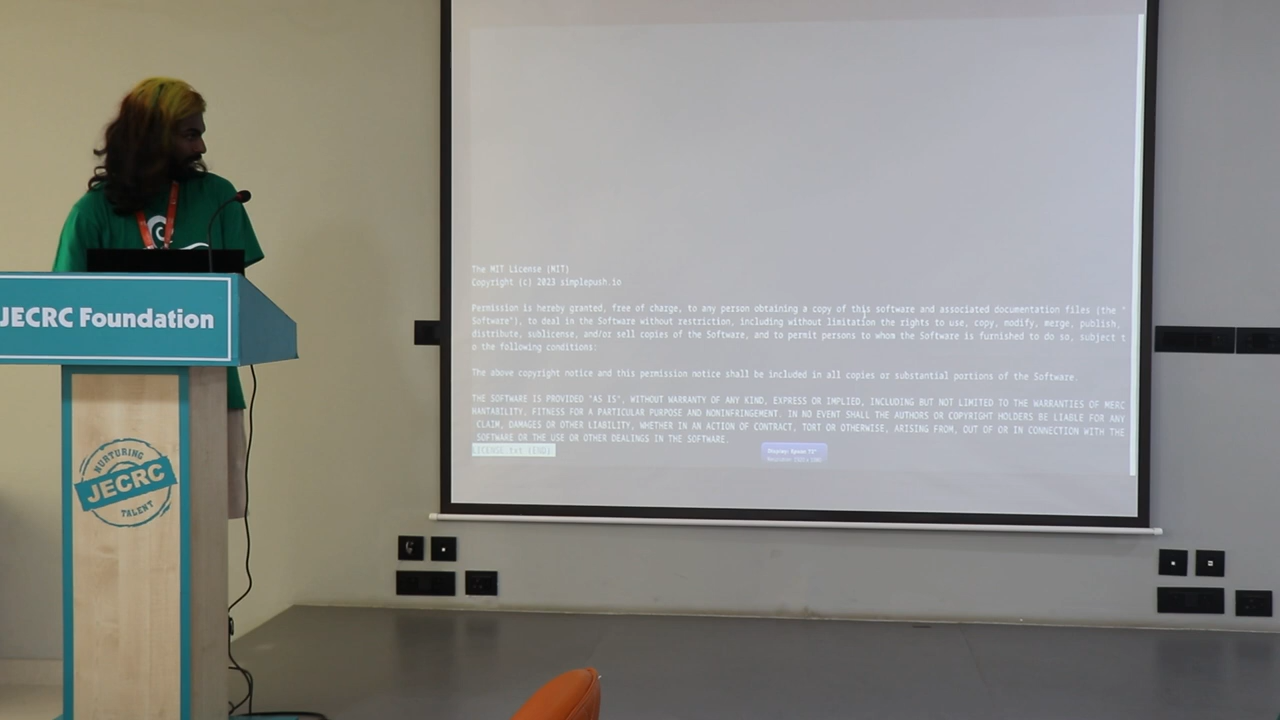 The MIT License (MIT)
Copyright (c) 2023 simplepush.io
Permission is hereby granted, free of charge, to any person obtaining a copy of this software and associated documentation files (the "
Software"), to deal in the Software without restriction, including without limitation the rights to use, copy, modify, merge, publish,
distribute, sublicense, and/or sell copies of the Software, and to permit persons to whom the Software is furnished to do so, subject t
o the following conditions:
The above copyright notice and this permission notice shall be included in all copies or substantial portions of the Software.
THE SOFTWARE IS PROVIDED "AS IS", WITHOUT WARRANTY OF ANY KIND, EXPRESS OR IMPLIED, INCLUDING BUT NOT LIMITED TO THE WARRANTIES OF MERC
HANTABILITY, FITNESS FOR A PARTICULAR PURPOSE AND NONINFRINGEMENT. IN NO EVENT SHALL THE AUTHORS OR COPYRIGHT HOLDERS BE LIABLE FOR ANY
CLAIM, DAMAGES OR OTHER LIABILITY, WHETHER IN AN ACTION OF CONTRACT, TORT OR OTHERWISE, ARISING FROM, OUT OF OR IN CONNECTION WITH THE
SOFTWARE OR THE USE OR OTHER DEALINGS IN THE SOFTWARE.
LICENSE.txt (END)
Display: Epson
JECRC Foundation
NURTURING
JECRC
TALENT